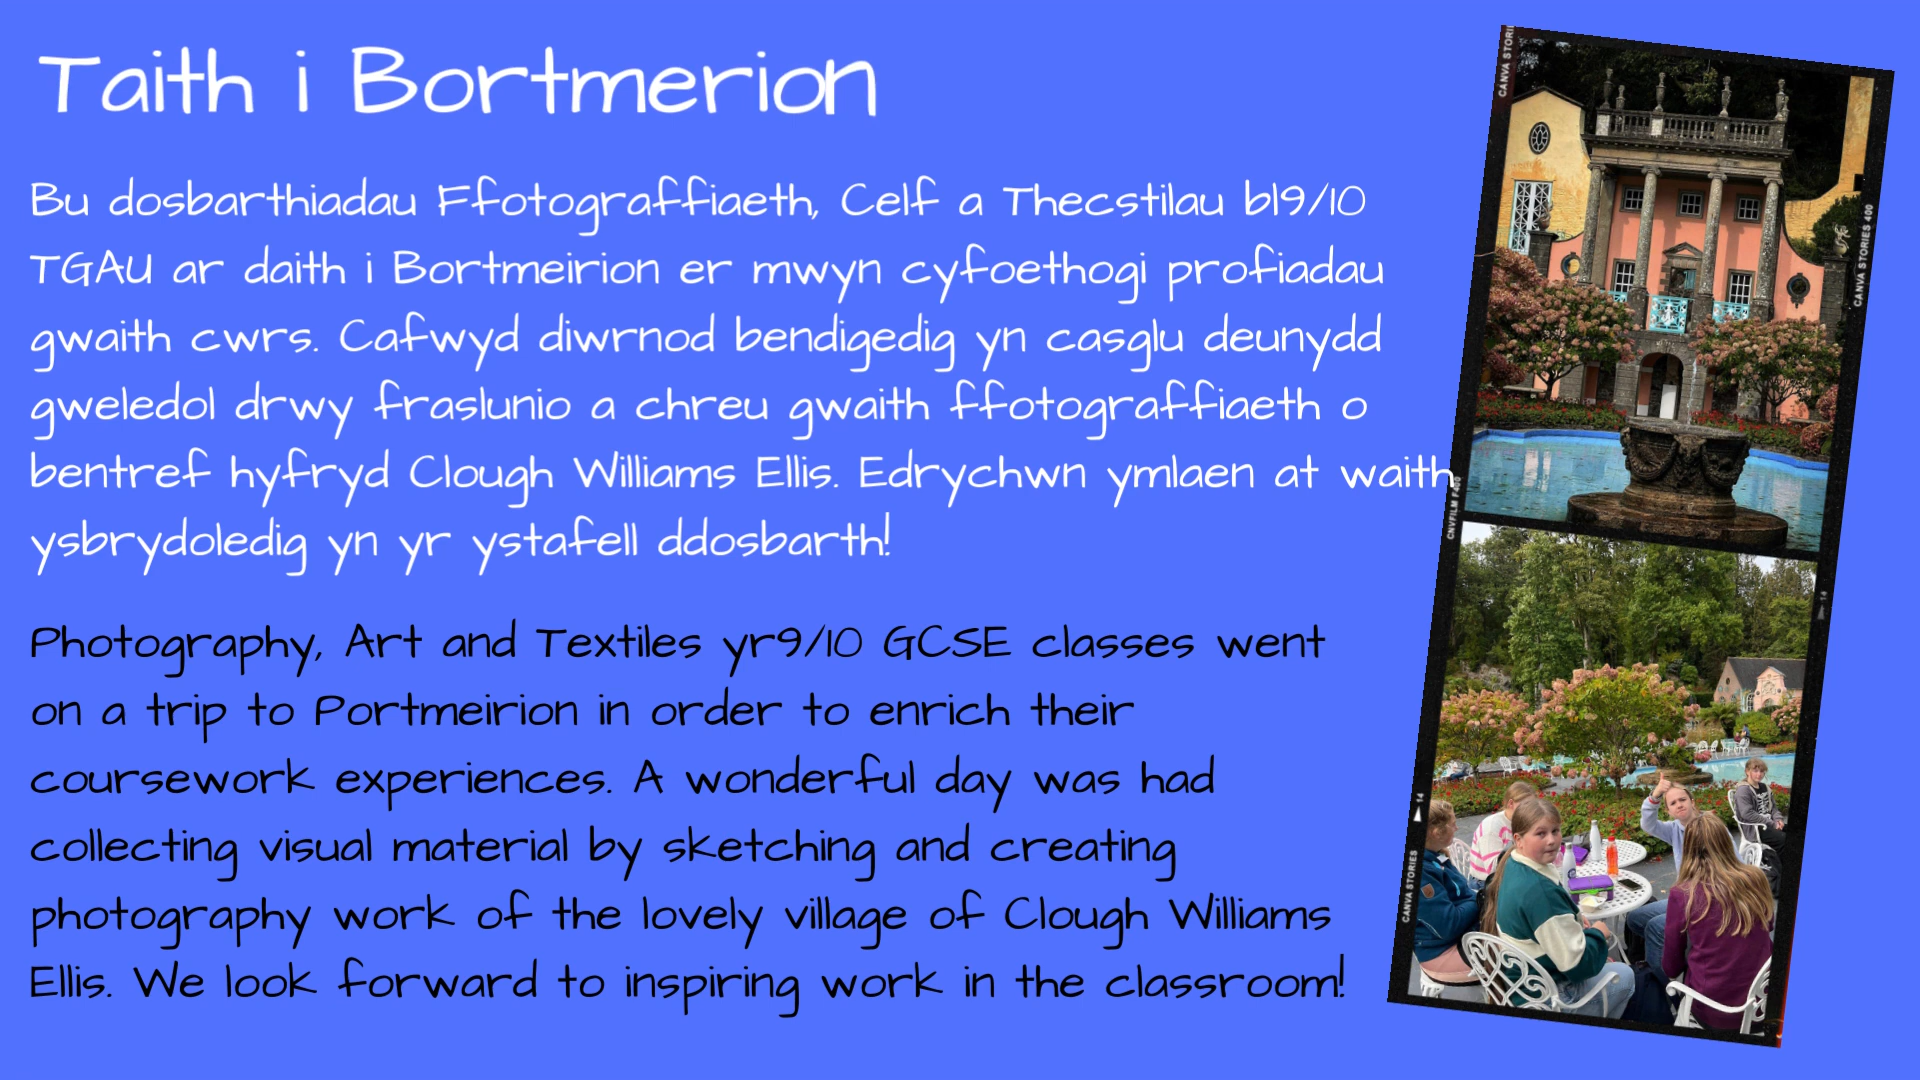 Taith i Bortmerion
Bu dosbarthiadau Ffotograffiaeth, Celf a Thecstilau bl9/10
TGAU ar daith i Bortmeirion er mwyn cyfoethogi profiadau
gwaith cwrs. Cafwyd diwrnod bendigedig yn casglu deunydd
gweledol drwy fraslunio a chreu gwaith ffotograffiaeth o
bentref hyfryd Clough Williams Ellis. Edrychwn ymlaen at waith
ysbrydoledig yn yr ystafell ddosbarth!
Photography, Art and Textiles yr9/10 GCSE classes went
on a trip to Portmeirion in order to enrich their
coursework experiences. A wonderful day was had
collecting visual material by sketching and creating
photography work of the lovely village of Clough Williams
Ellis. We look forward to inspiring work in the classroom!
CANVA STORI
CANVA STORIES 400
CNVFILM F400
14
14
CANVA STORIES